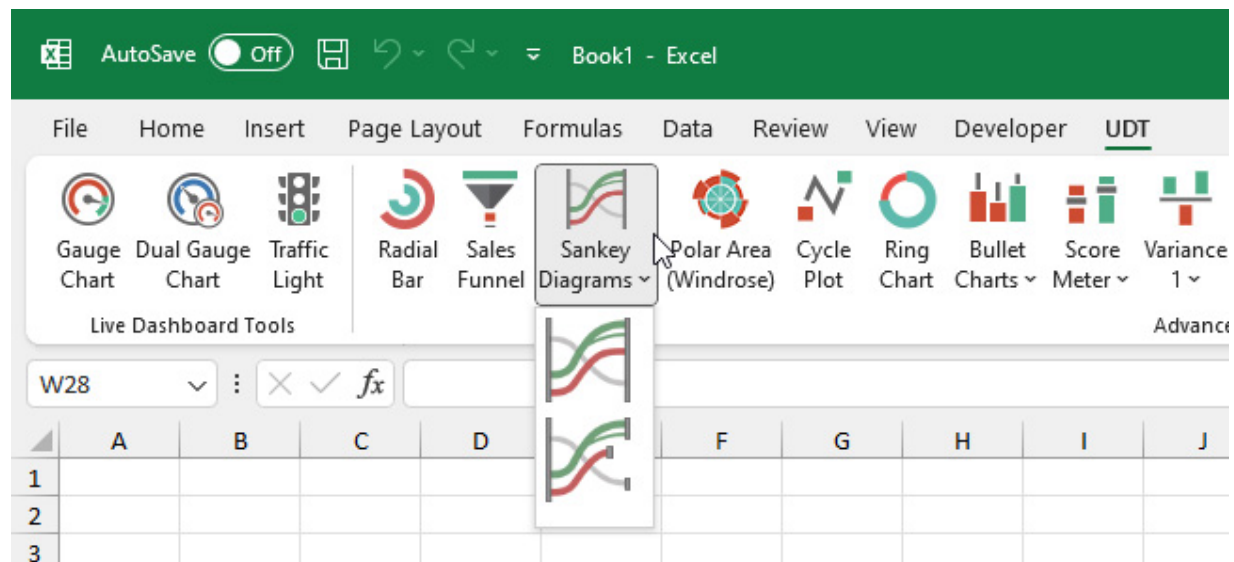 AutoSave Off Book1 - Excel
File Home Insert Page Layout Formulas Data Review View Developer UDT
Gauge Dual Gauge Traffic Radial Sales Sankey Polar Area Cycle Ring Bullet Score Variance
Chart Chart Light Bar Funnel Diagrams (Windrose) Plot Chart Charts Meter 1
Live Dashboard Tools Advance
W28 fx
A B C D F G H I J
1
2
3